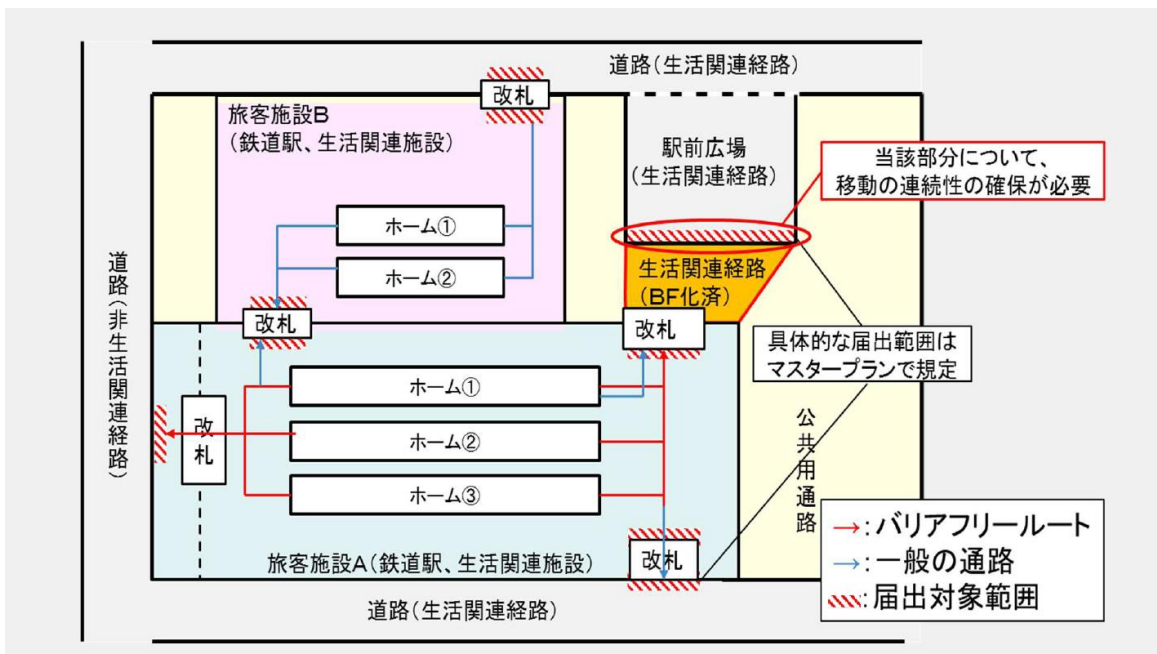 道路(生活関連経路)
改札
旅客施設B
(鉄道駅、生活関連施設)
駅前広場
(生活関連経路)
当該部分について、
移動の連続性の確保が必要
ホーム①
ホーム②
生活関連経路
(BF化済)
道路(非生活関連経路)
改札
改札
具体的な届出範囲は
マスタープランで規定
ホーム①
改札
ホーム②
ホーム③
公共用通路
旅客施設A(鉄道駅、生活関連施設)
改札
道路(生活関連経路)
→:バリアフリールート
→:一般の通路
:届出対象範囲